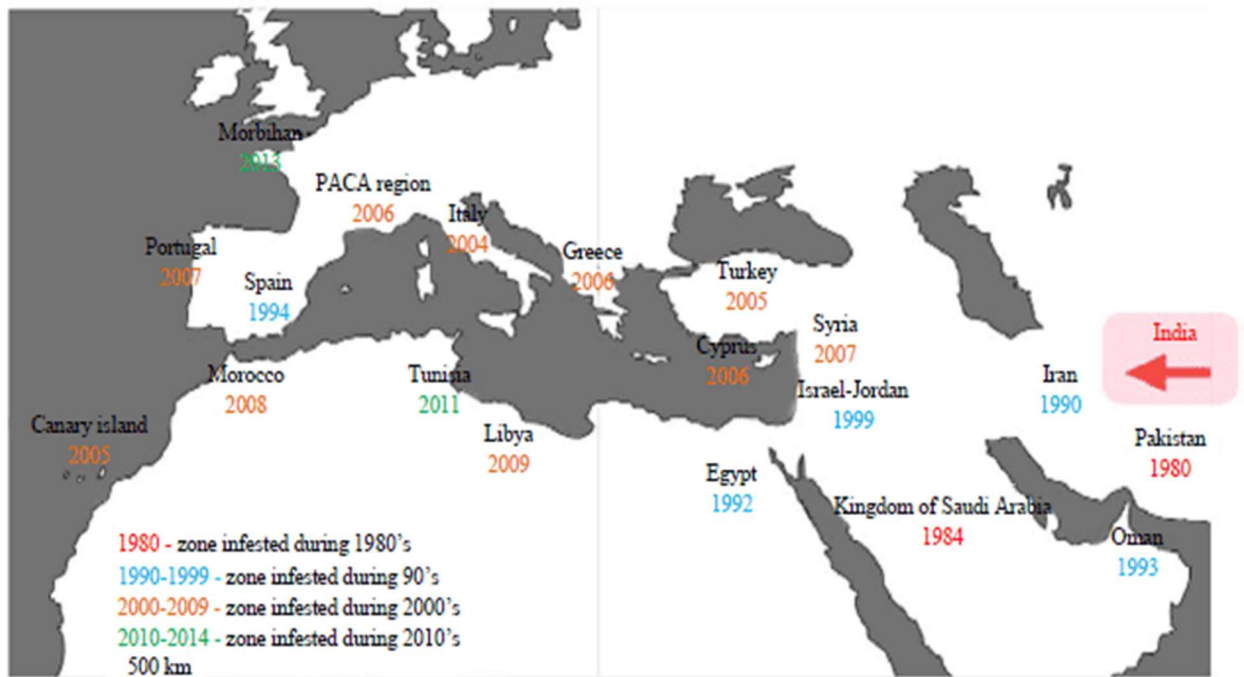 Morbihan
2013
PACA region
2006
Italy
2004
Portugal
2007
Spain
1994
Greece
2006
Turkey
2005
Syria
2007
India
Cyprus
2006
Morocco
2008
Tunisia
2011
Israel-Jordan
1999
Iran
1990
Canary island
2005
Libya
2009
Egypt
1992
Pakistan
1980
Kingdom of Saudi Arabia
1984
Oman
1993
1980 - zone infested during 1980's
1990-1999 - zone infested during 90's
2000-2009 - zone infested during 2000's
2010-2014 - zone infested during 2010's
500 km